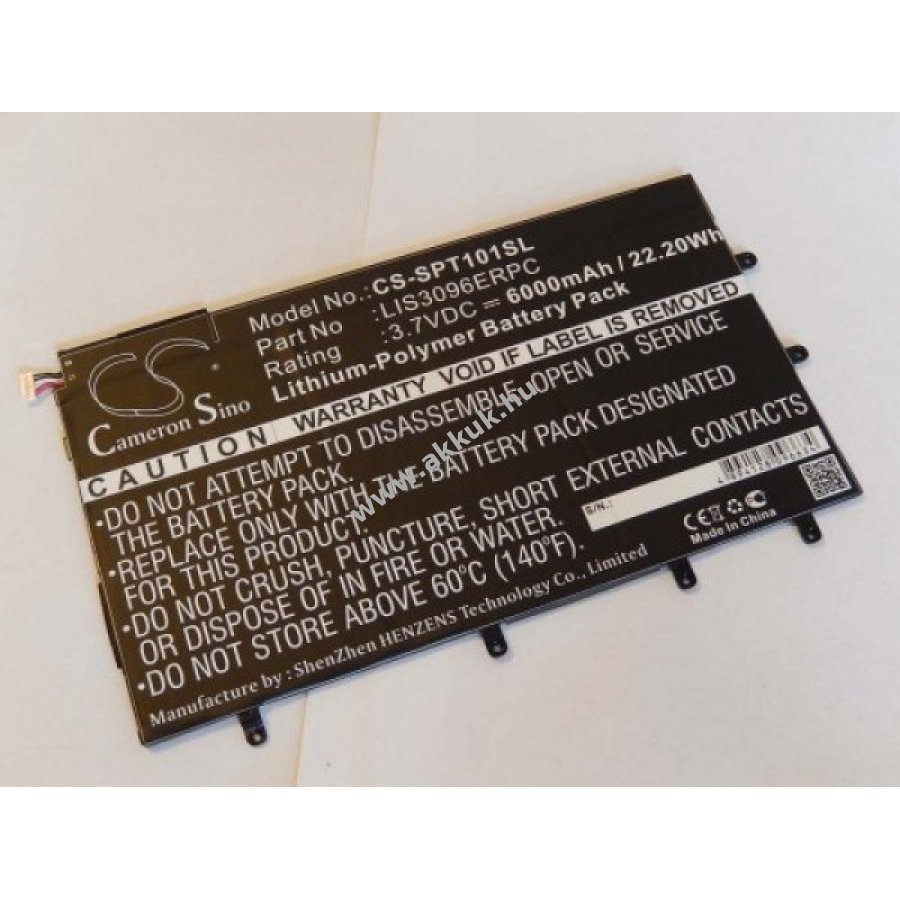 Model No.: CS-SPT101SL
Part No : LIS3096ERPC
Rating : 3.7VDC = 6000mAh / 22.20Wh
Lithium-Polymer Battery Pack
CS
Cameron Sino
CAUTION WARRANTY VOID IF LABEL IS REMOVED
•DO NOT ATTEMPT TO DISASSEMBLE, OPEN OR SERVICE
THE BATTERY PACK.
•REPLACE ONLY WITH THE BATTERY PACK DESIGNATED
FOR THIS PRODUCT.
•DO NOT CRUSH, PUNCTURE, SHORT EXTERNAL CONTACTS
OR DISPOSE OF IN FIRE OR WATER.
•DO NOT STORE ABOVE 60°C (140°F).
Manufacture by : ShenZhen HENZENS Technology Co., Limited
S/N.:
CE
Made In China
www.akkuk.hu